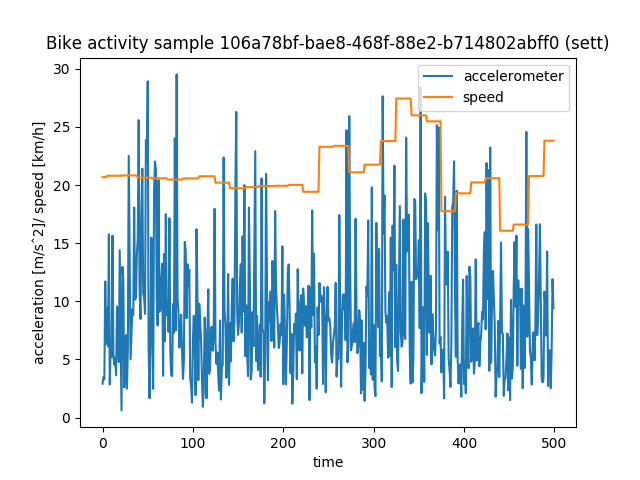 Bike activity sample 106a78bf-bae8-468f-88e2-b714802abff0 (sett)
accelerometer
speed
acceleration [m/s^2]/ speed [km/h]
30
25
20
15
10
5
0
0 100 200 300 400 500
time